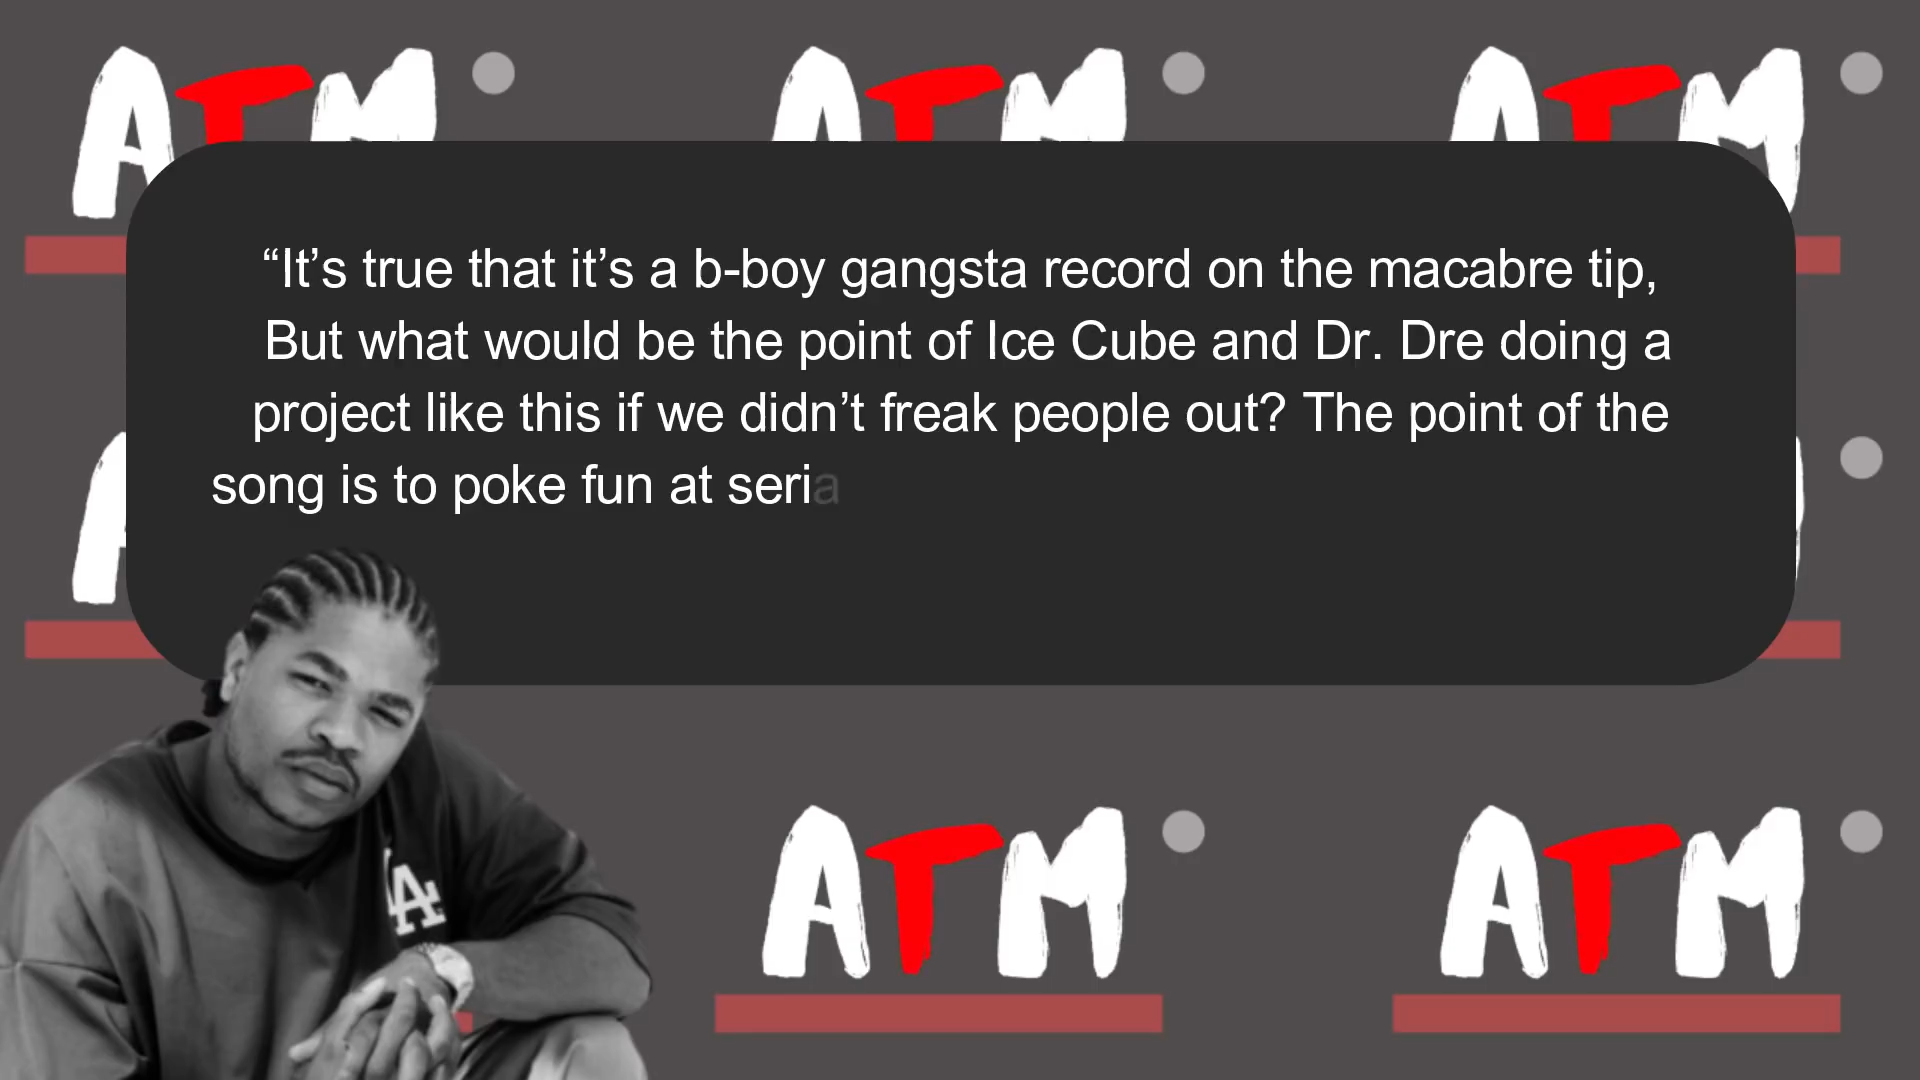 ATM ATM ATM
“It’s true that it’s a b-boy gangsta record on the macabre tip,
But what would be the point of Ice Cube and Dr. Dre doing a
project like this if we didn’t freak people out? The point of the
song is to poke fun at seria
LA
ATM ATM